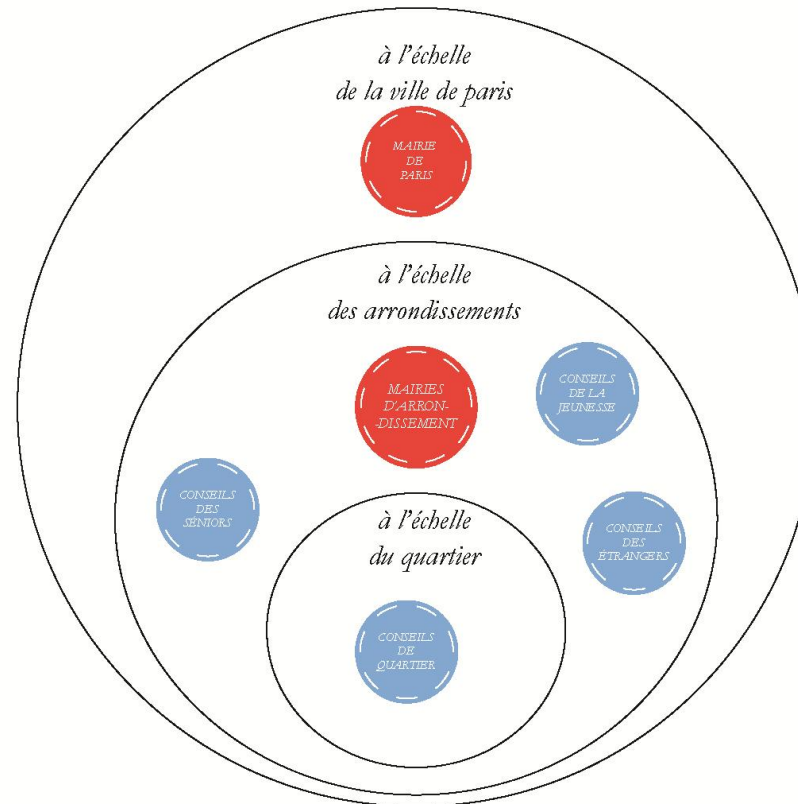 à l'échelle
de la ville de paris
MAIRIE
DE
PARIS
à l'échelle
des arrondissements
MAIRIES
D'ARRON-
-DISSEMENT
CONSEILS
DE LA
JEUNESSE
CONSEILS
DES
SÉNIORS
CONSEILS
DES
ÉTRANGERS
à l'échelle
du quartier
CONSEILS
DE
QUARTIER